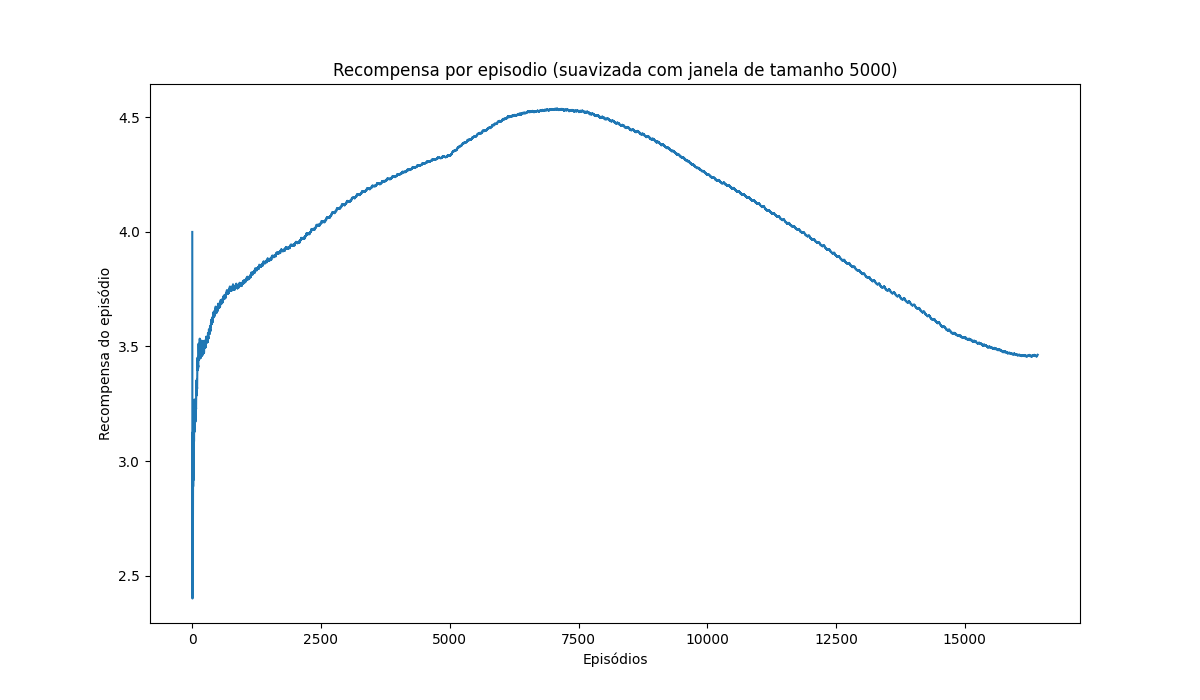 Recompensa por episodio (suavizada com janela de tamanho 5000)
Recompensa do episódio
4.5
4.0
3.5
3.0
2.5
0 2500 5000 7500 10000 12500 15000
Episódios